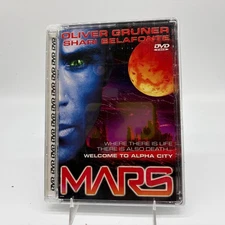 OLIVER GRUNER
SHARI BELAFONTE
DVD
...WHERE THERE IS LIFE
THERE IS ALSO DEATH...
WELCOME TO ALPHA CITY
MARS